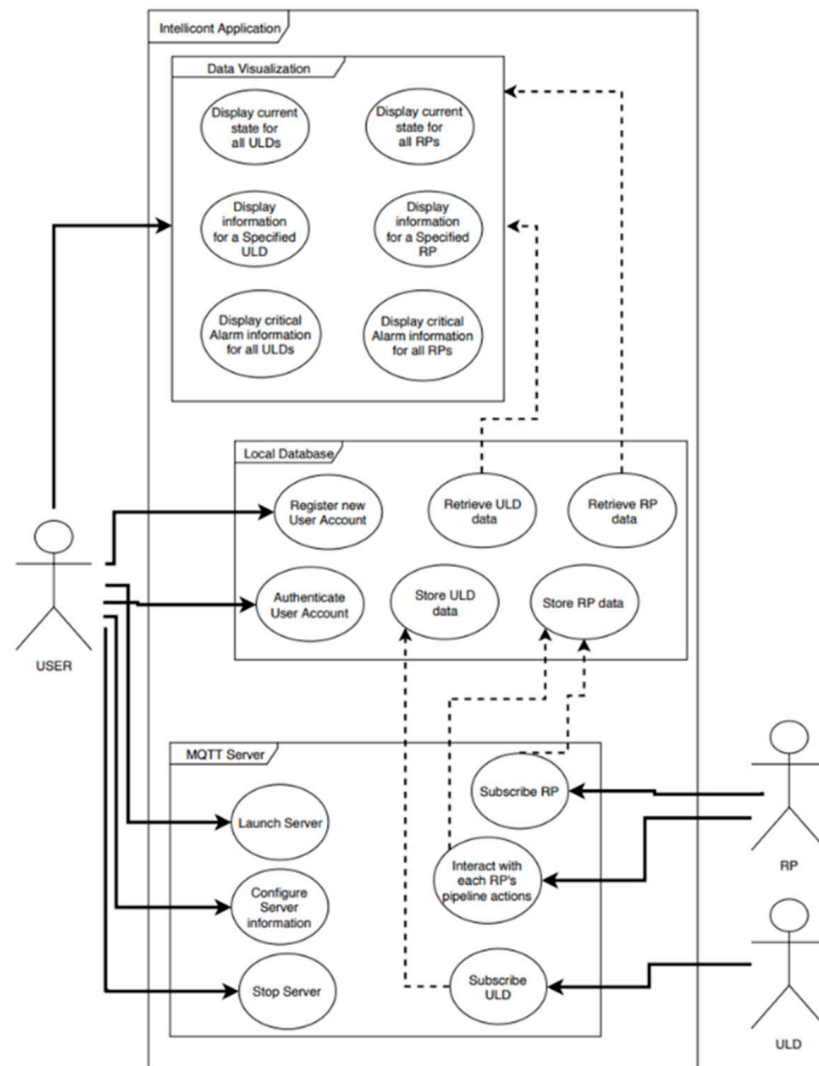 Intellicont Application
Data Visualization
Display current
state for
all ULDs
Display current
state for
all RPs
Display
information
for a Specified
ULD
Display
information
for a Specified
RP
Display critical
Alarm information
for all ULDs
Display critical
Alarm information
for all RPs
Local Database
Register new
User Account
Retrieve ULD
data
Retrieve RP
data
Authenticate
User Account
Store ULD
data
Store RP data
USER
MQTT Server
Subscribe RP
Launch Server
Interact with
each RP's
pipeline actions
RP
Configure
Server
information
Stop Server
Subscribe
ULD
ULD